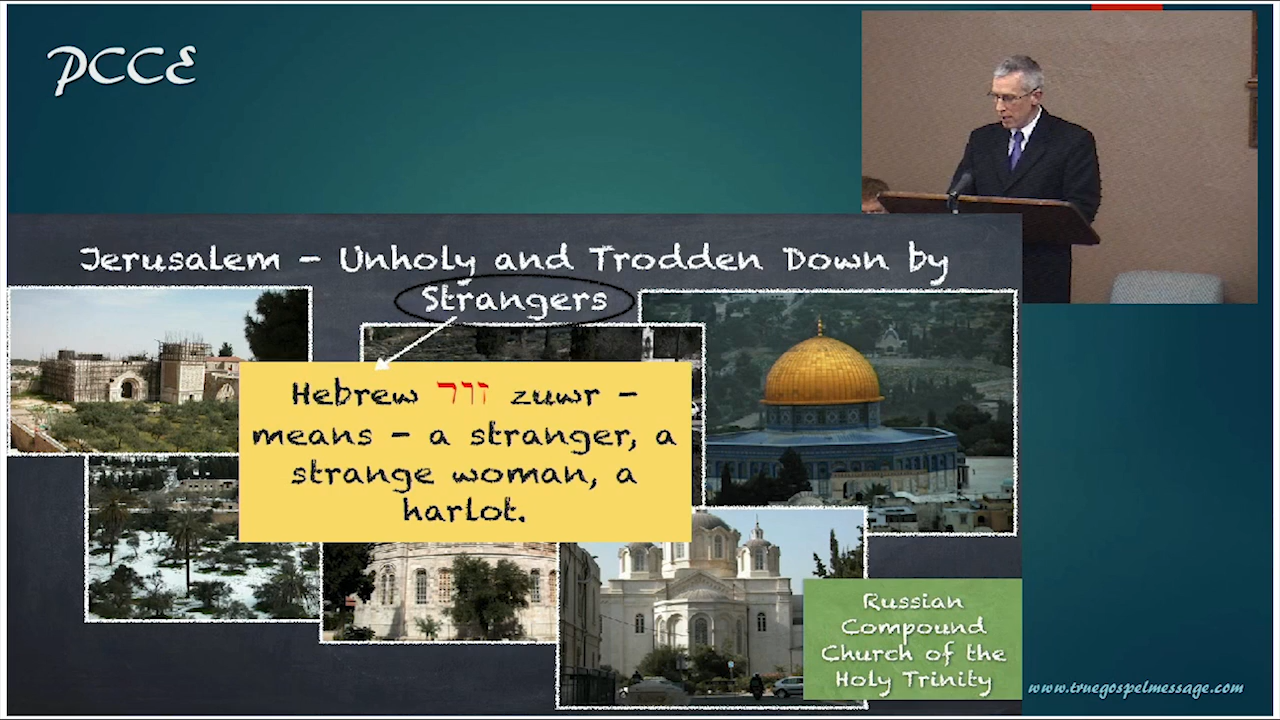 PCCE
Jerusalem - Unholy and Trodden Down by
Strangers
Hebrew זור zuwr -
means - a stranger, a
strange woman, a
harlot.
Russian
Compound
Church of the
Holy Trinity
www.truegospelmessage.com